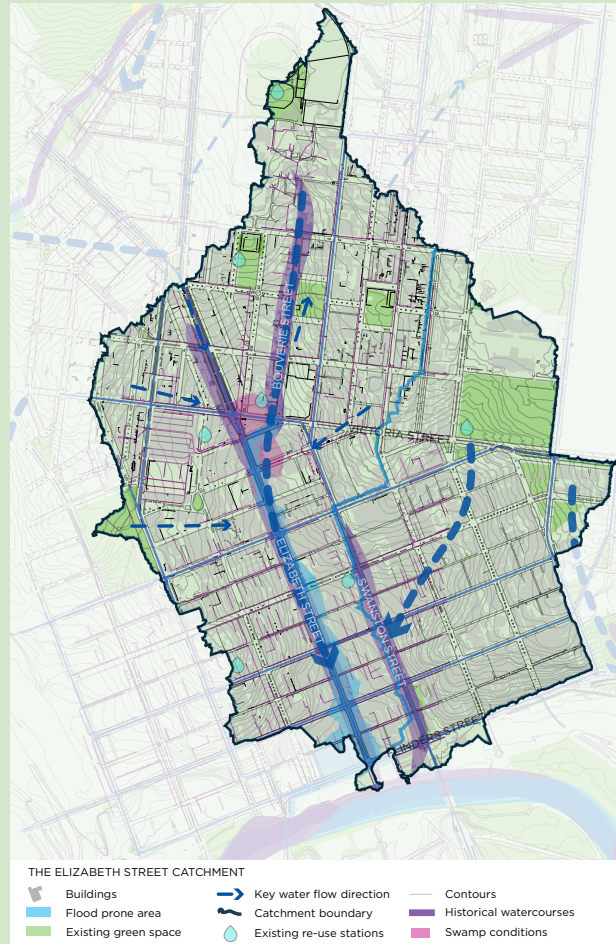 BOUVERIE STREET
VICTORIA STREET
ELIZABETH STREET
SWANSTON STREET
INDERS STREET
THE ELIZABETH STREET CATCHMENT
Buildings
Key water flow direction
Contours
Flood prone area
Catchment boundary
Historical watercourses
Existing green space
Existing re-use stations
Swamp conditions